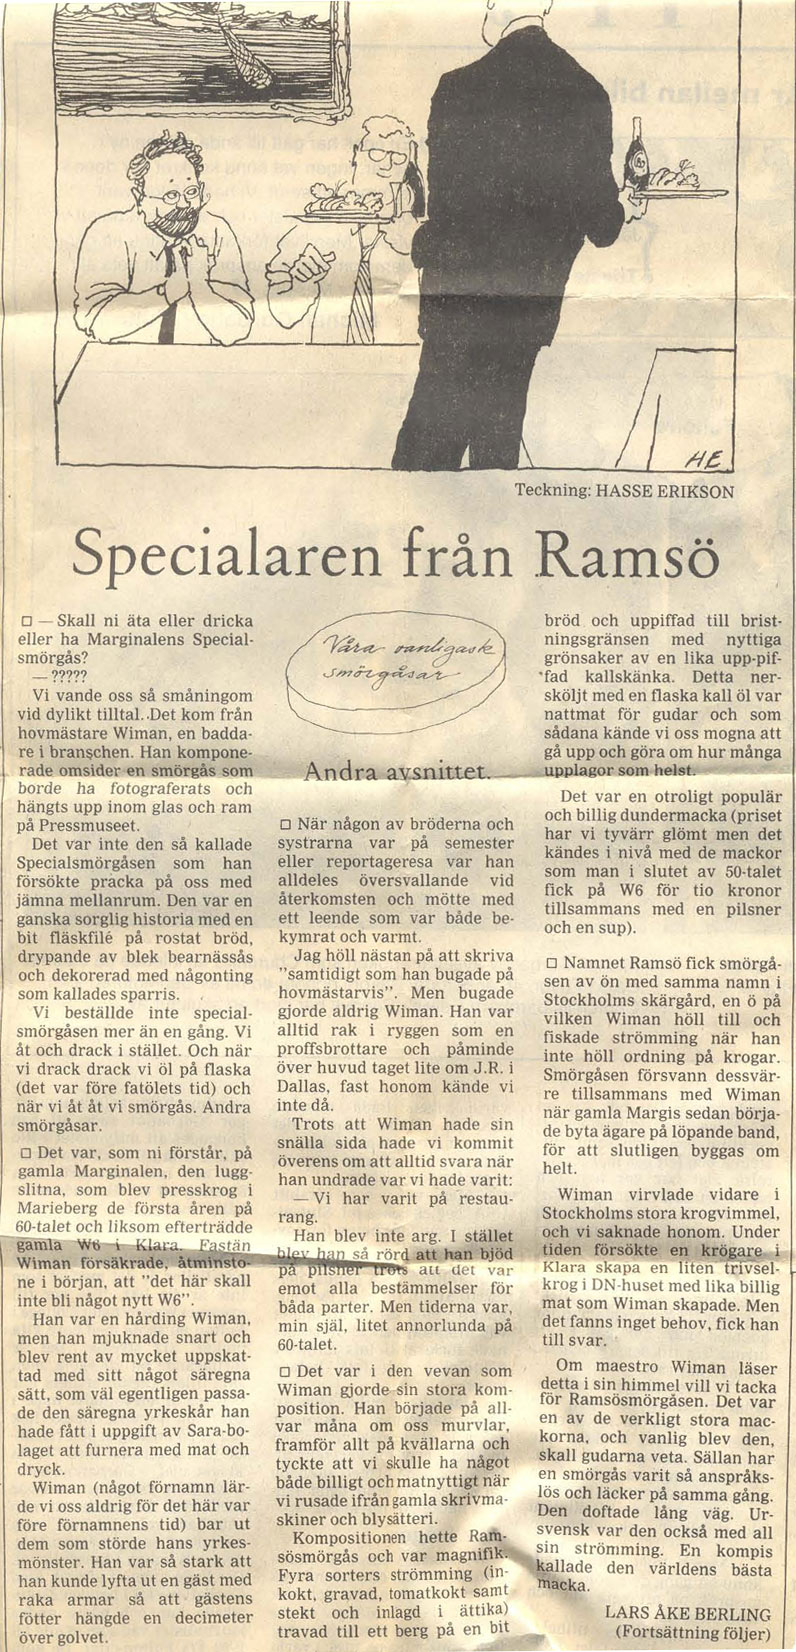 HE
Teckning: HASSE ERIKSON
Specialaren från Ramsö
□ — Skall ni äta eller dricka
eller ha Marginalens Special-
smörgås?
— ?????
Vi vande oss så småningom
vid dylikt tilltal. Det kom från
hovmästare Wiman, en badda-
re i branschen. Han kompone-
rade omsider en smörgås som
borde ha fotograferats och
hängts upp inom glas och ram
på Pressmuseet.
Det var inte den så kallade
Specialsmörgåsen som han
försökte pracka på oss med
jämna mellanrum. Den var en
ganska sorglig historia med en
bit fläskfilé på rostat bröd,
drypande av blek bearnässås
och dekorerad med någonting
som kallades sparris.
Vi beställde inte special-
smörgåsen mer än en gång. Vi
åt och drack i stället. Och när
vi drack drack vi öl på flaska
(det var före fatölets tid) och
när vi åt åt vi smörgås. Andra
smörgåsar.
□ Det var, som ni förstår, på
gamla Marginalen, den lugg-
slitna, som blev presskrog i
Marieberg de första åren på
60-talet och liksom efterträdde
gamla W6 i Klara. Fastän
Wiman försäkrade, åtminsto-
ne i början, att ”det här skall
inte bli något nytt W6”.
Han var en hårding Wiman,
men han mjuknade snart och
blev rent av mycket uppskat-
tad med sitt något säregna
sätt, som väl egentligen passa-
de den säregna yrkeskår han
hade fått i uppgift av Sara-bo-
laget att furnera med mat och
dryck.
Wiman (något förnamn lär-
de vi oss aldrig för det här var
före förnamnens tid) bar ut
dem som störde hans yrkes-
mönster. Han var så stark att
han kunde lyfta ut en gäst med
raka armar så att gästens
fötter hängde en decimeter
över golvet.
Våra vanligaste
smörgåsar
Andra avsnittet.
□ När någon av bröderna och
systrarna var på semester
eller reportageresa var han
alldeles översvallande vid
återkomsten och mötte med
ett leende som var både be-
kymrat och varmt.
Jag höll nästan på att skriva
”samtidigt som han bugade på
hovmästarvis”. Men bugade
gjorde aldrig Wiman. Han var
alltid rak i ryggen som en
proffsbrottare och påminde
över huvud taget lite om J.R. i
Dallas, fast honom kände vi
inte då.
Trots att Wiman hade sin
snälla sida hade vi kommit
överens om att alltid svara när
han undrade var vi hade varit:
— Vi har varit på restau-
rang.
Han blev inte arg. I stället
blev han så rörd att han bjöd
på pilsner trots att det var
emot alla bestämmelser för
båda parter. Men tiderna var,
min själ, litet annorlunda på
60-talet.
□ Det var i den vevan som
Wiman gjorde sin stora kom-
position. Han började på all-
var måna om oss murvlar,
framför allt på kvällarna och
tyckte att vi skulle ha något
både billigt och matnyttigt när
vi rusade ifrån gamla skrivma-
skiner och blysätteri.
Kompositionen hette Ram-
sösmörgås och var magnifik.
Fyra sorters strömming (in-
kokt, gravad, tomatkokt samt
stekt och inlagd i ättika)
travad till ett berg på en bit
bröd och uppiffad till brist-
ningsgränsen med nyttiga
grönsaker av en lika upp-pif-
fad kallskänka. Detta ner-
sköljt med en flaska kall öl var
nattmat för gudar och som
sådana kände vi oss mogna att
gå upp och göra om hur många
upplagor som helst.
Det var en otroligt populär
och billig dundermacka (priset
har vi tyvärr glömt men det
kändes i nivå med de mackor
som man i slutet av 50-talet
fick på W6 för tio kronor
tillsammans med en pilsner
och en sup).
□ Namnet Ramsö fick smörgå-
sen av ön med samma namn i
Stockholms skärgård, en ö på
vilken Wiman höll till och
fiskade strömming när han
inte höll ordning på krogar.
Smörgåsen försvann dessvär-
re tillsammans med Wiman
när gamla Margis sedan börja-
de byta ägare på löpande band,
för att slutligen byggas om
helt.
Wiman virvlade vidare i
Stockholms stora krogvimmel,
och vi saknade honom. Under
tiden försökte en krögare i
Klara skapa en liten trivsel-
krog i DN-huset med lika billig
mat som Wiman skapade. Men
det fanns inget behov, fick han
till svar.
Om maestro Wiman läser
detta i sin himmel vill vi tacka
för Ramsösmörgåsen. Det var
en av de verkligt stora mac-
korna, och vanlig blev den,
skall gudarna veta. Sällan har
en smörgås varit så anspråks-
lös och läcker på samma gång.
Den doftade lång väg. Ur-
svensk var den också med all
sin strömming. En kompis
kallade den världens bästa
macka.
LARS ÅKE BERLING
(Fortsättning följer)